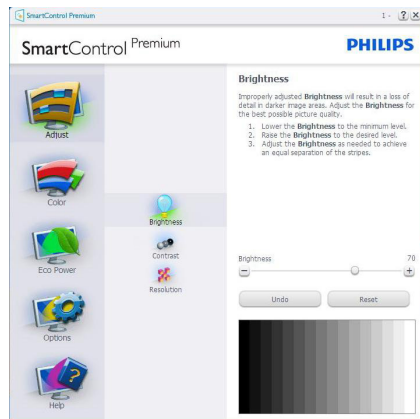 SmartControl Premium
1 -
?
SmartControl Premium
PHILIPS
Adjust
Color
Eco Power
Options
Help
Brightness
Contrast
Resolution
Brightness
Improperly adjusted Brightness will result in a loss of
detail in darker image areas. Adjust the Brightness for
the best possible picture quality.
1. Lower the Brightness to the minimum level.
2. Raise the Brightness to the desired level.
3. Adjust the Brightness as needed to achieve
an equal separation of the stripes.
Brightness 70
Undo Reset